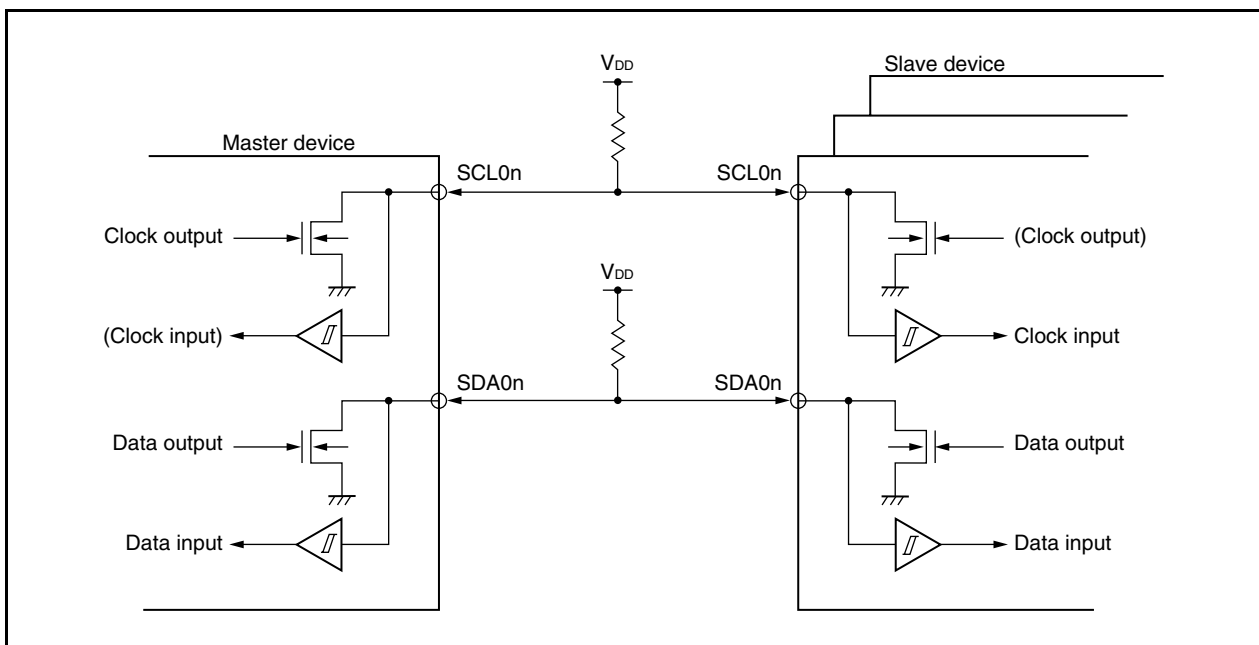 VDD
Slave device
Master device
SCL0n
SCL0n
Clock output
(Clock output)
VDD
(Clock input)
Clock input
SDA0n
SDA0n
Data output
Data output
Data input
Data input